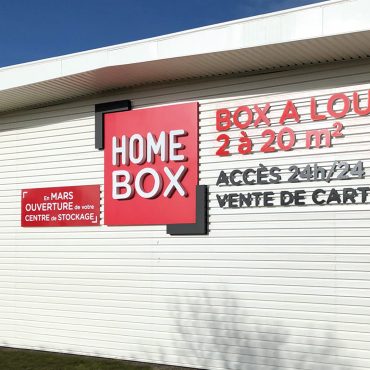 En MARS
OUVERTURE de votre
CENTRE de STOCKAGE
HOME
BOX
BOX A LOU
2 à 20 m²
ACCÈS 24h/24
VENTE DE CART